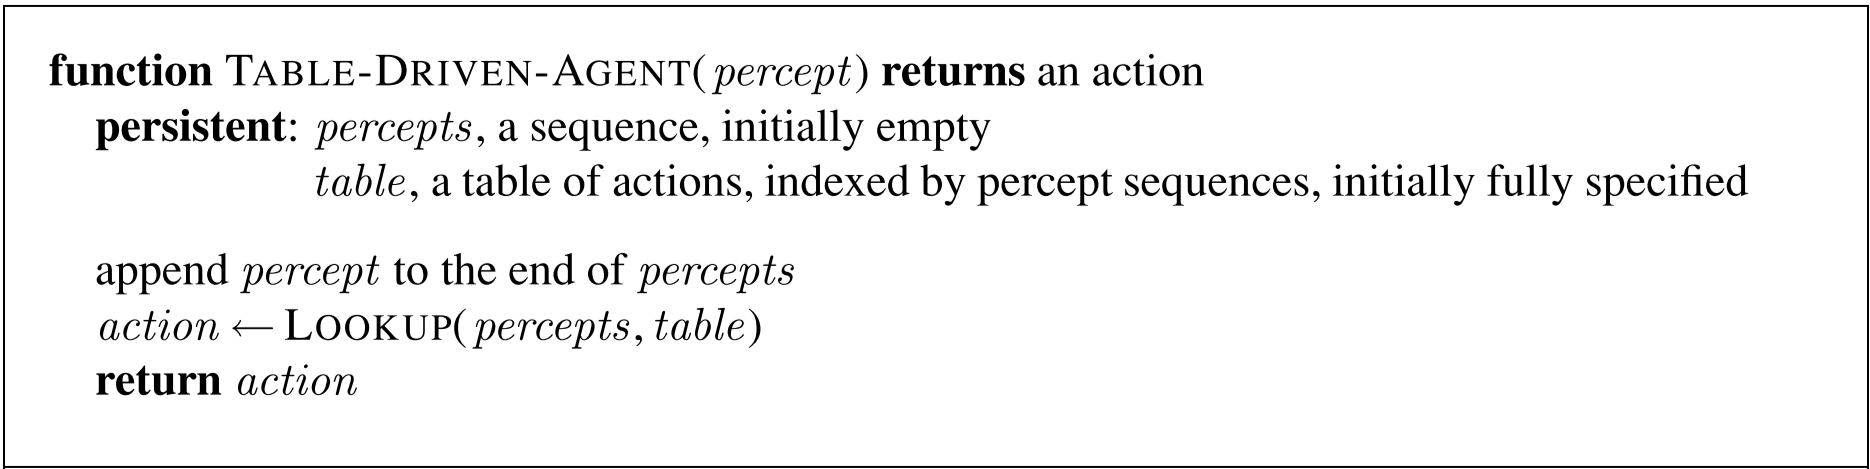 function TABLE-DRIVEN-AGENT(percept) returns an action
persistent: percepts, a sequence, initially empty
table, a table of actions, indexed by percept sequences, initially fully specified
append percept to the end of percepts
action ← LOOKUP(percepts, table)
return action